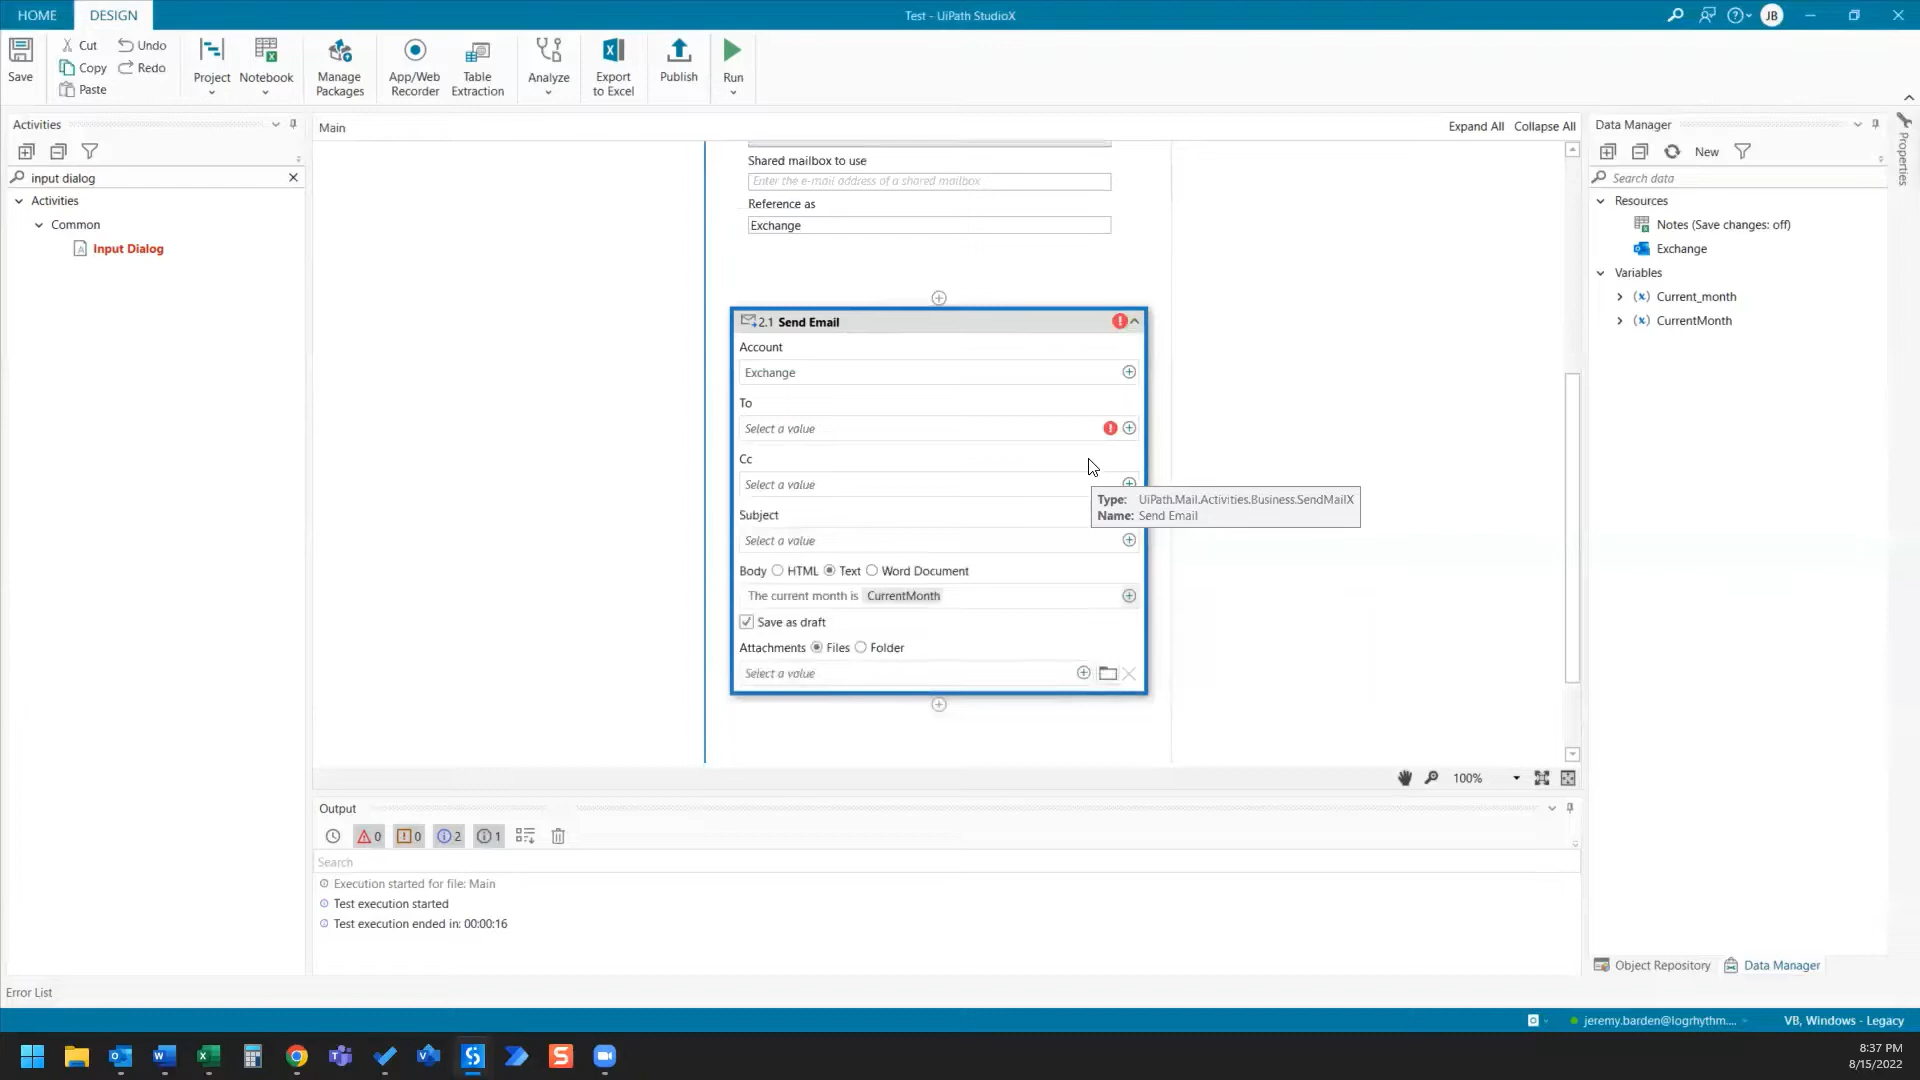 HOME
DESIGN
Test - UiPath StudioX
JB
Save
Cut
Copy
Paste
Undo
Redo
Project
Notebook
Manage
Packages
App/Web
Recorder
Table
Extraction
Analyze
Export
to Excel
Publish
Run
Activities
input dialog
Activities
Common
Input Dialog
Main
Expand All
Collapse All
Shared mailbox to use
Enter the e-mail address of a shared mailbox
Reference as
Exchange
2.1 Send Email
Account
Exchange
To
Select a value
Cc
Select a value
Type: UiPath.Mail.Activities.Business.SendMailX
Name: Send Email
Subject
Select a value
Body HTML Text Word Document
The current month is CurrentMonth
Save as draft
Attachments Files Folder
Select a value
100%
Data Manager
New
Search data
Resources
Notes (Save changes: off)
Exchange
Variables
(x) Current_month
(x) CurrentMonth
Properties
Output
0
0
2
1
Search
Execution started for file: Main
Test execution started
Test execution ended in: 00:00:16
Object Repository
Data Manager
Error List
jeremy.barden@logrhythm....
VB, Windows - Legacy
8:37 PM
8/15/2022